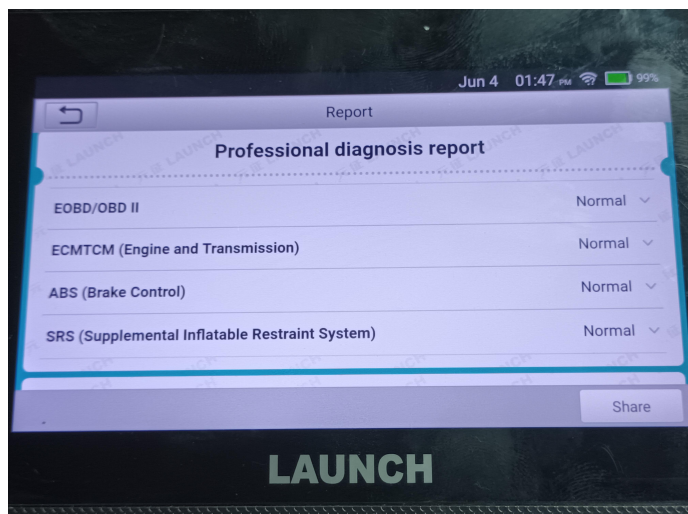 Jun 4 01:47 PM 99%
Report
Professional diagnosis report
EOBD/OBD II Normal
ECMTCM (Engine and Transmission) Normal
ABS (Brake Control) Normal
SRS (Supplemental Inflatable Restraint System) Normal
Share
LAUNCH